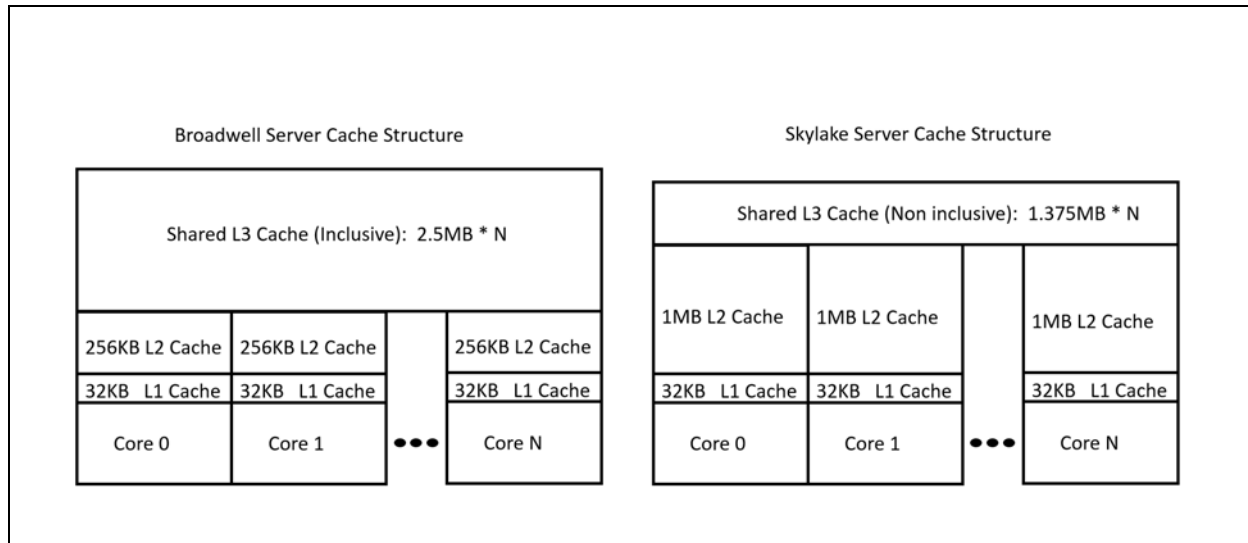 Broadwell Server Cache Structure
Shared L3 Cache (Inclusive): 2.5MB * N
256KB L2 Cache
256KB L2 Cache
256KB L2 Cache
32KB L1 Cache
32KB L1 Cache
32KB L1 Cache
Core 0
Core 1
Core N
Skylake Server Cache Structure
Shared L3 Cache (Non inclusive): 1.375MB * N
1MB L2 Cache
1MB L2 Cache
1MB L2 Cache
32KB L1 Cache
32KB L1 Cache
32KB L1 Cache
Core 0
Core 1
Core N